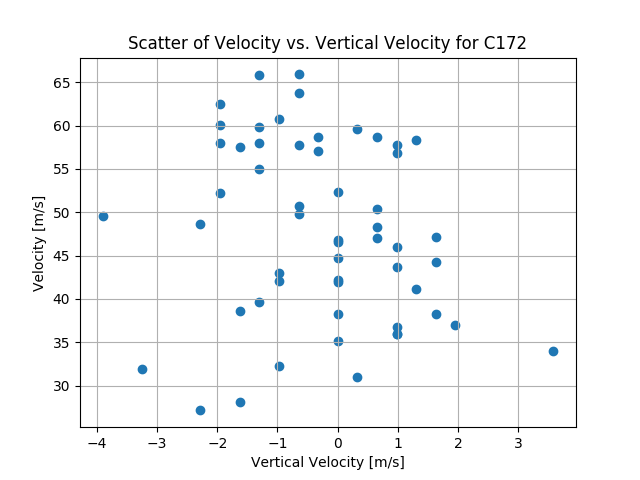 Scatter of Velocity vs. Vertical Velocity for C172
65
60
55
50
45
40
35
30
Velocity [m/s]
−4 −3 −2 −1 0 1 2 3
Vertical Velocity [m/s]